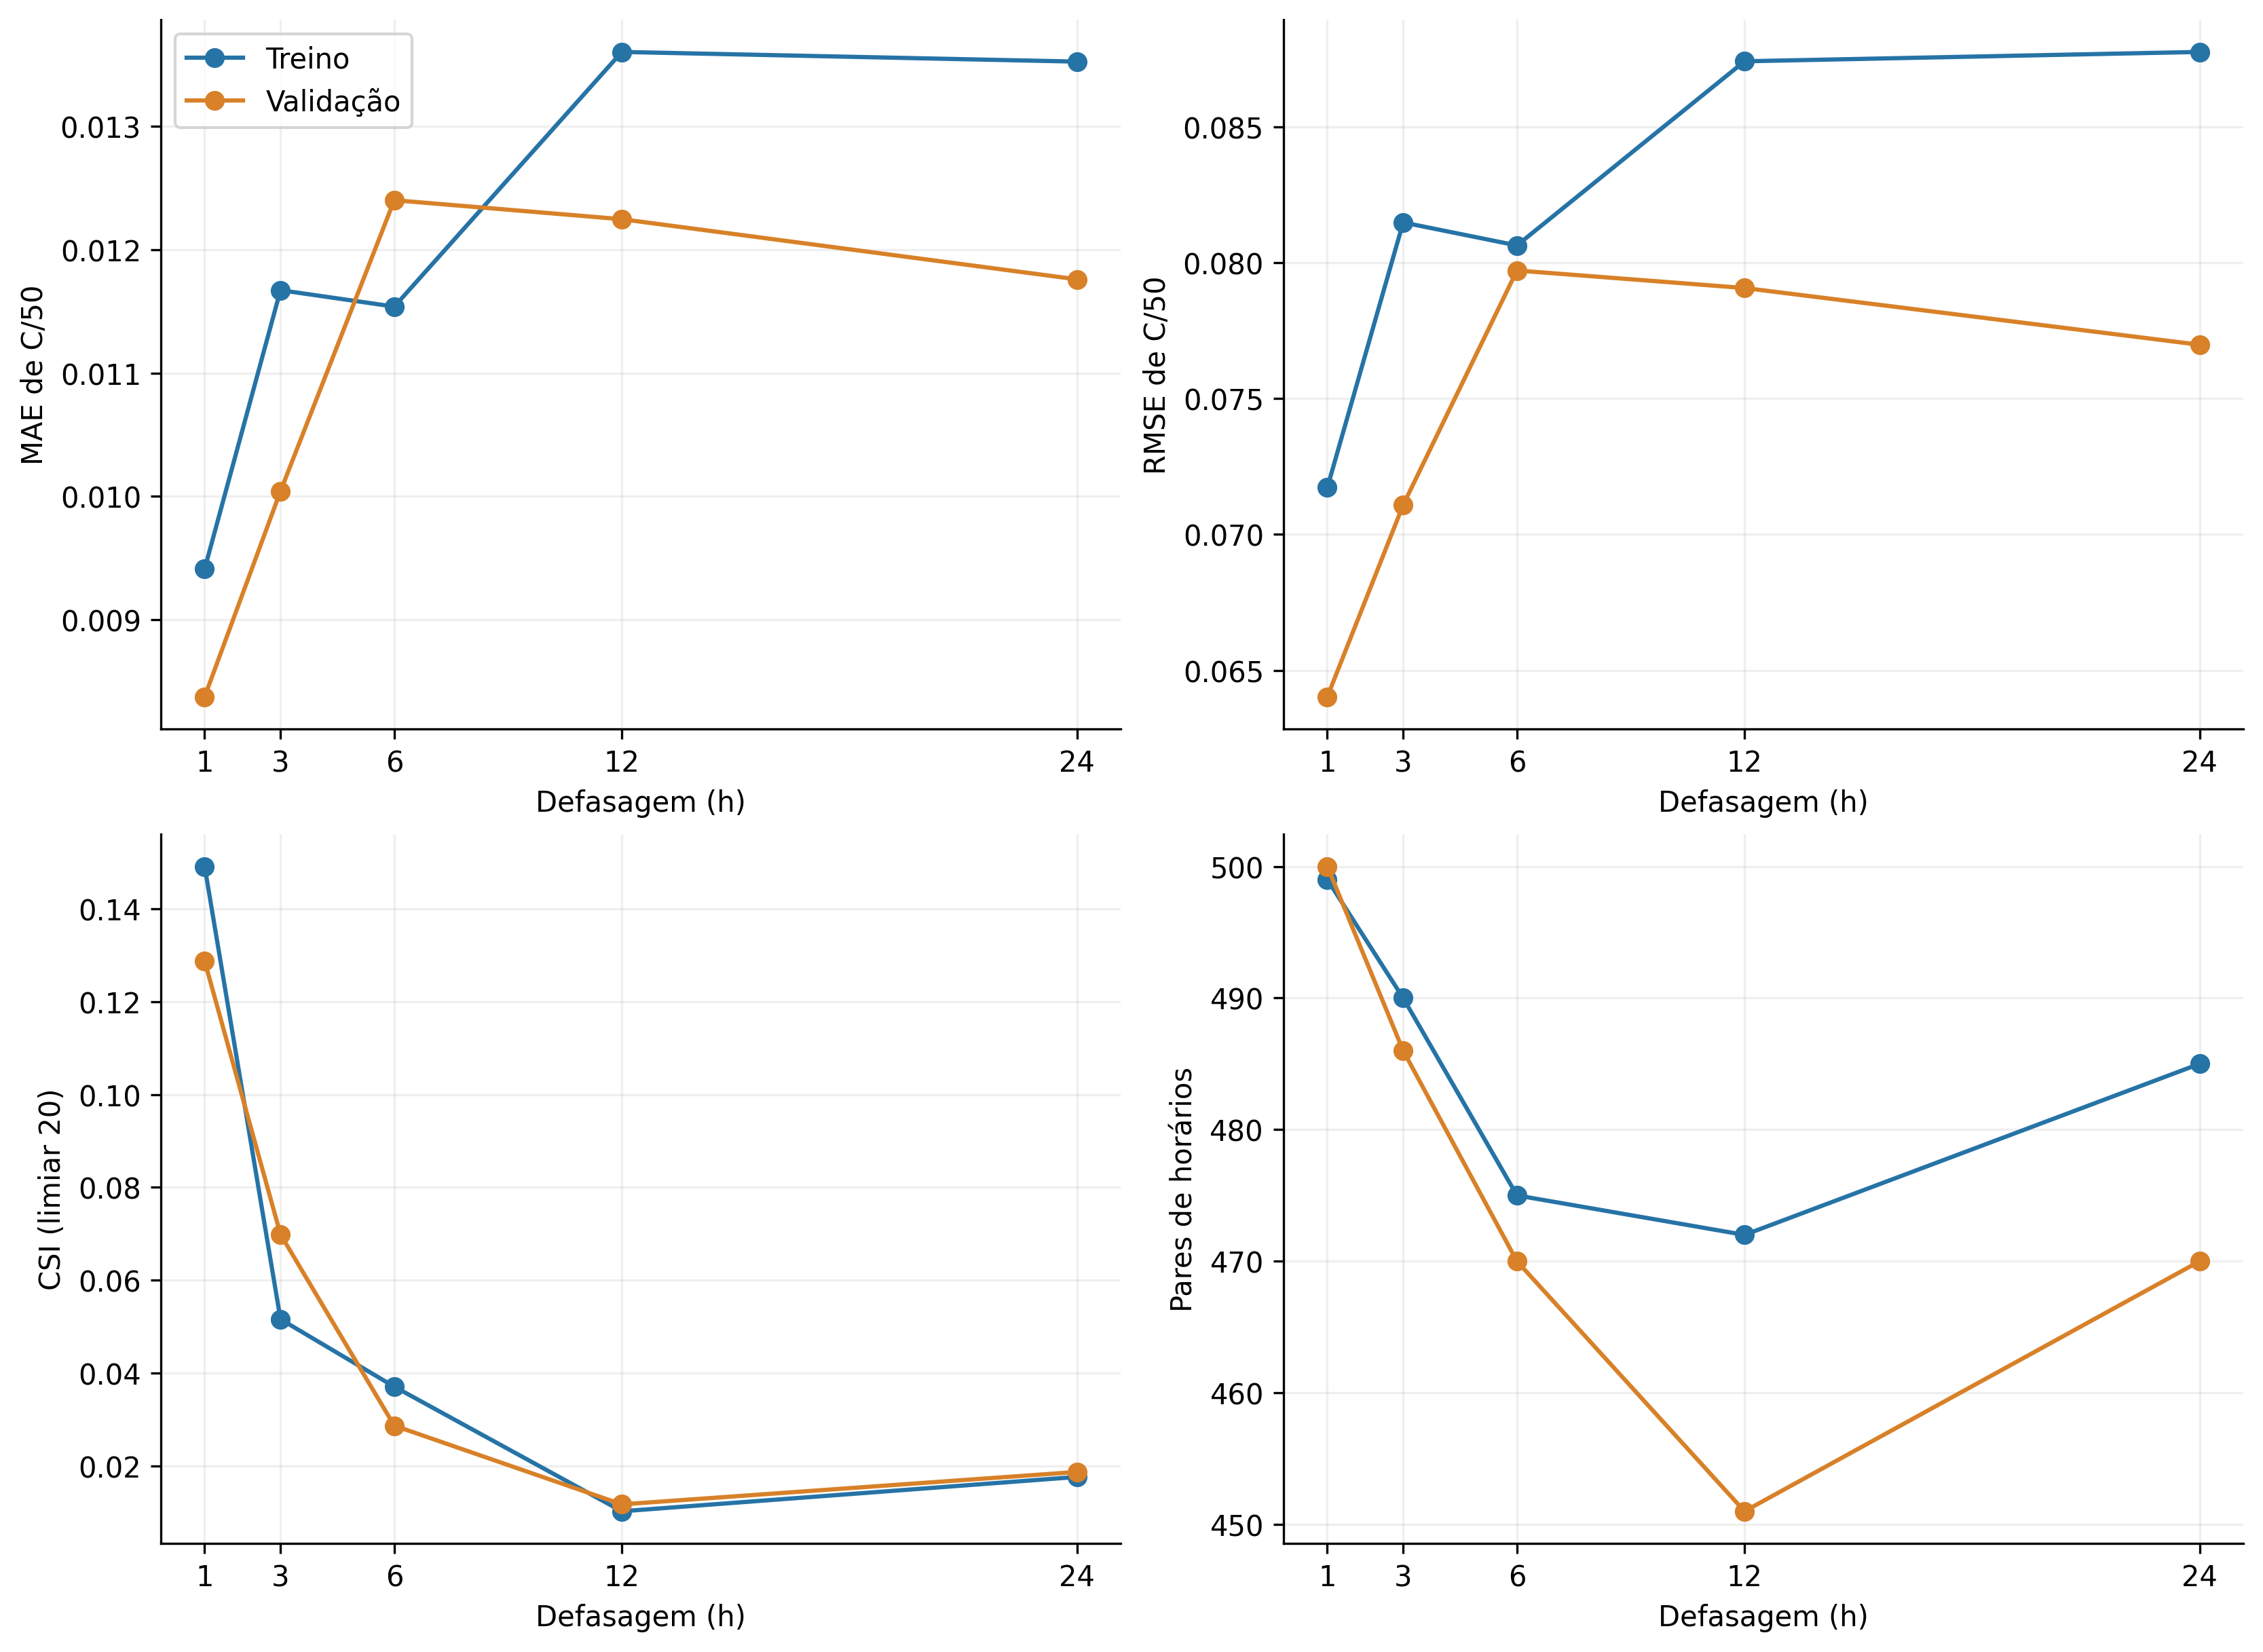 Treino
Validação
MAE de C/50
0.013
0.012
0.011
0.010
0.009
1 3 6 12 24
Defasagem (h)
RMSE de C/50
0.085
0.080
0.075
0.070
0.065
1 3 6 12 24
Defasagem (h)
CSI (limiar 20)
0.14
0.12
0.10
0.08
0.06
0.04
0.02
1 3 6 12 24
Defasagem (h)
Pares de horários
500
490
480
470
460
450
1 3 6 12 24
Defasagem (h)